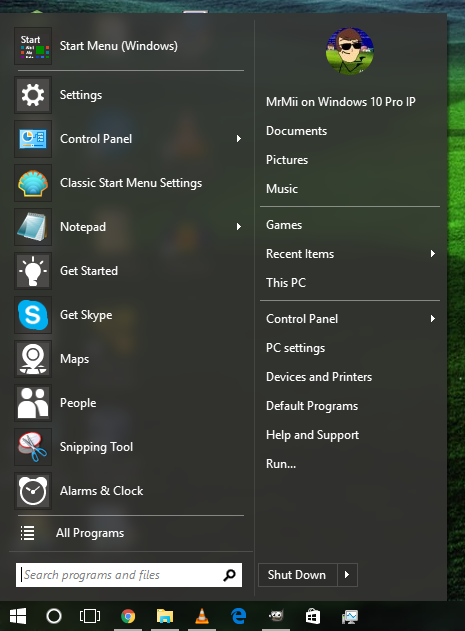 Start Menu (Windows)
Settings
Control Panel
Classic Start Menu Settings
Notepad
Get Started
Get Skype
Maps
People
Snipping Tool
Alarms & Clock
All Programs
Search programs and files
MrMii on Windows 10 Pro IP
Documents
Pictures
Music
Games
Recent Items
This PC
Control Panel
PC settings
Devices and Printers
Default Programs
Help and Support
Run...
Shut Down